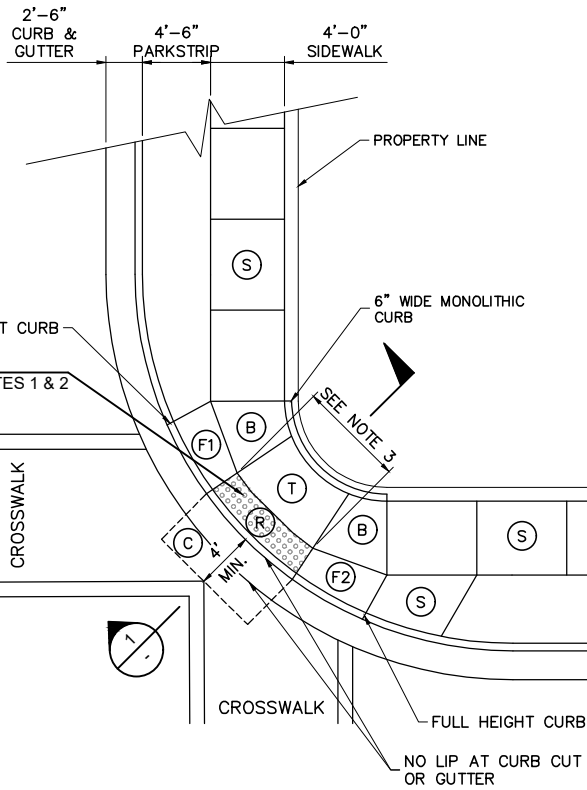 2'-6"
CURB &
GUTTER
4'-6"
PARKSTRIP
4'-0"
SIDEWALK
PROPERTY LINE
S
6" WIDE MONOLITHIC
CURB
T CURB
TES 1 & 2
SEE NOTE 3
B
F1
T
R
B
S
C
4'
MIN.
F2
S
CROSSWALK
1
-
CROSSWALK
FULL HEIGHT CURB
NO LIP AT CURB CUT
OR GUTTER